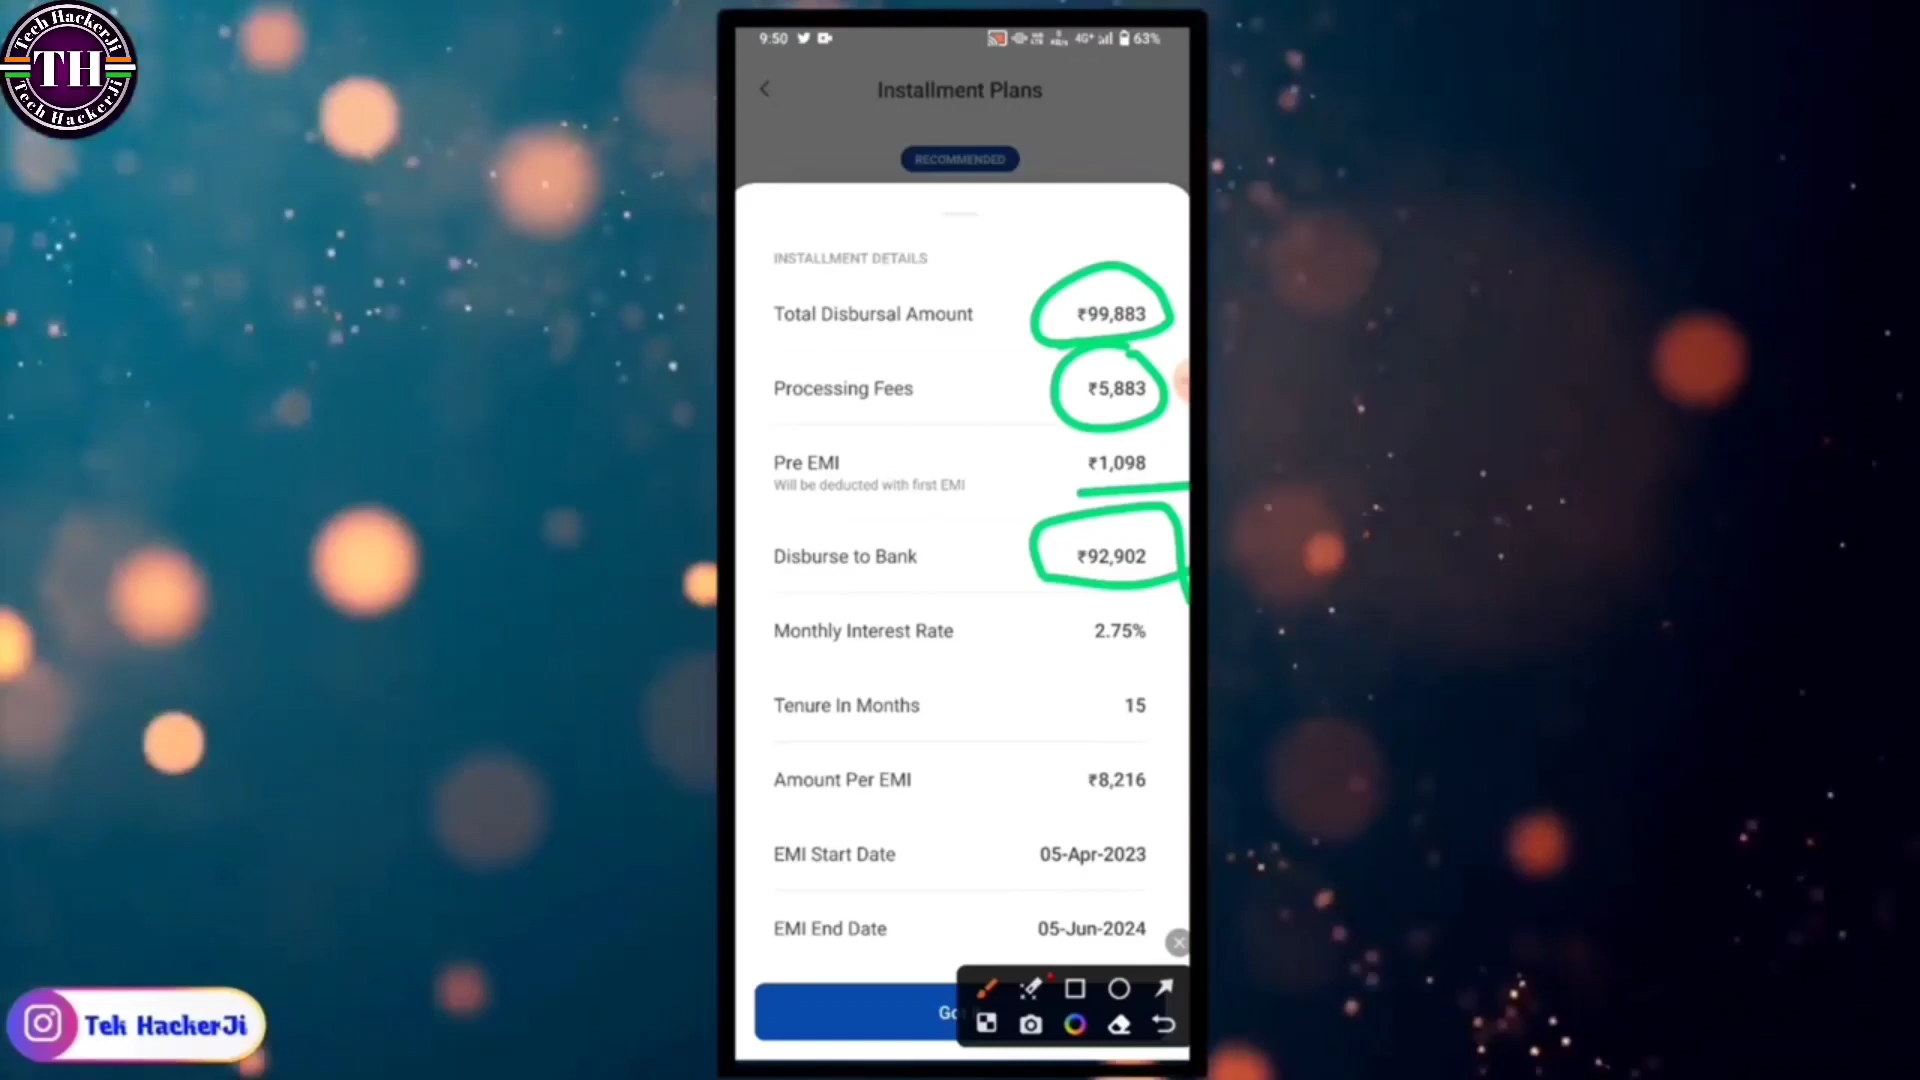 Tech HackerJi
TH
Tech HackerJi
9:50 4G+ 63%
Installment Plans
RECOMMENDED
INSTALLMENT DETAILS
Total Disbursal Amount ₹99,883
Processing Fees ₹5,883
Pre EMI ₹1,098
Will be deducted with first EMI
Disburse to Bank ₹92,902
Monthly Interest Rate 2.75%
Tenure In Months 15
Amount Per EMI ₹8,216
EMI Start Date 05-Apr-2023
EMI End Date 05-Jun-2024
Tek HackerJi